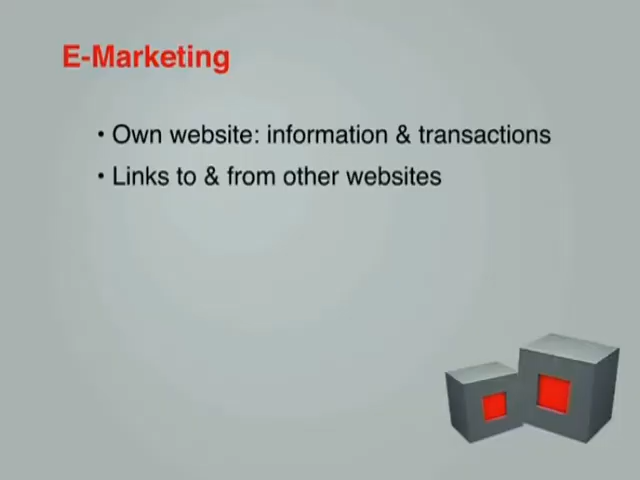 E-Marketing
• Own website: information & transactions
• Links to & from other websites